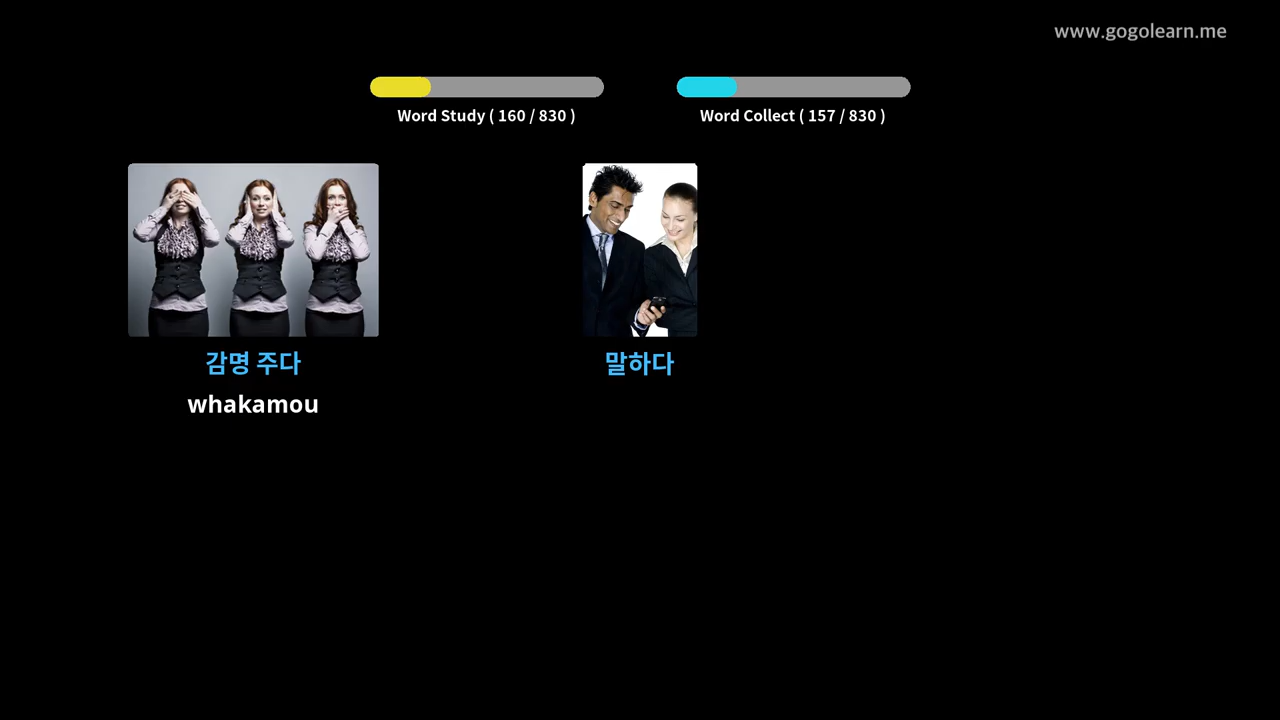 www.gogolearn.me
Word Study ( 160 / 830 )
Word Collect ( 157 / 830 )
감명 주다
whakamou
말하다